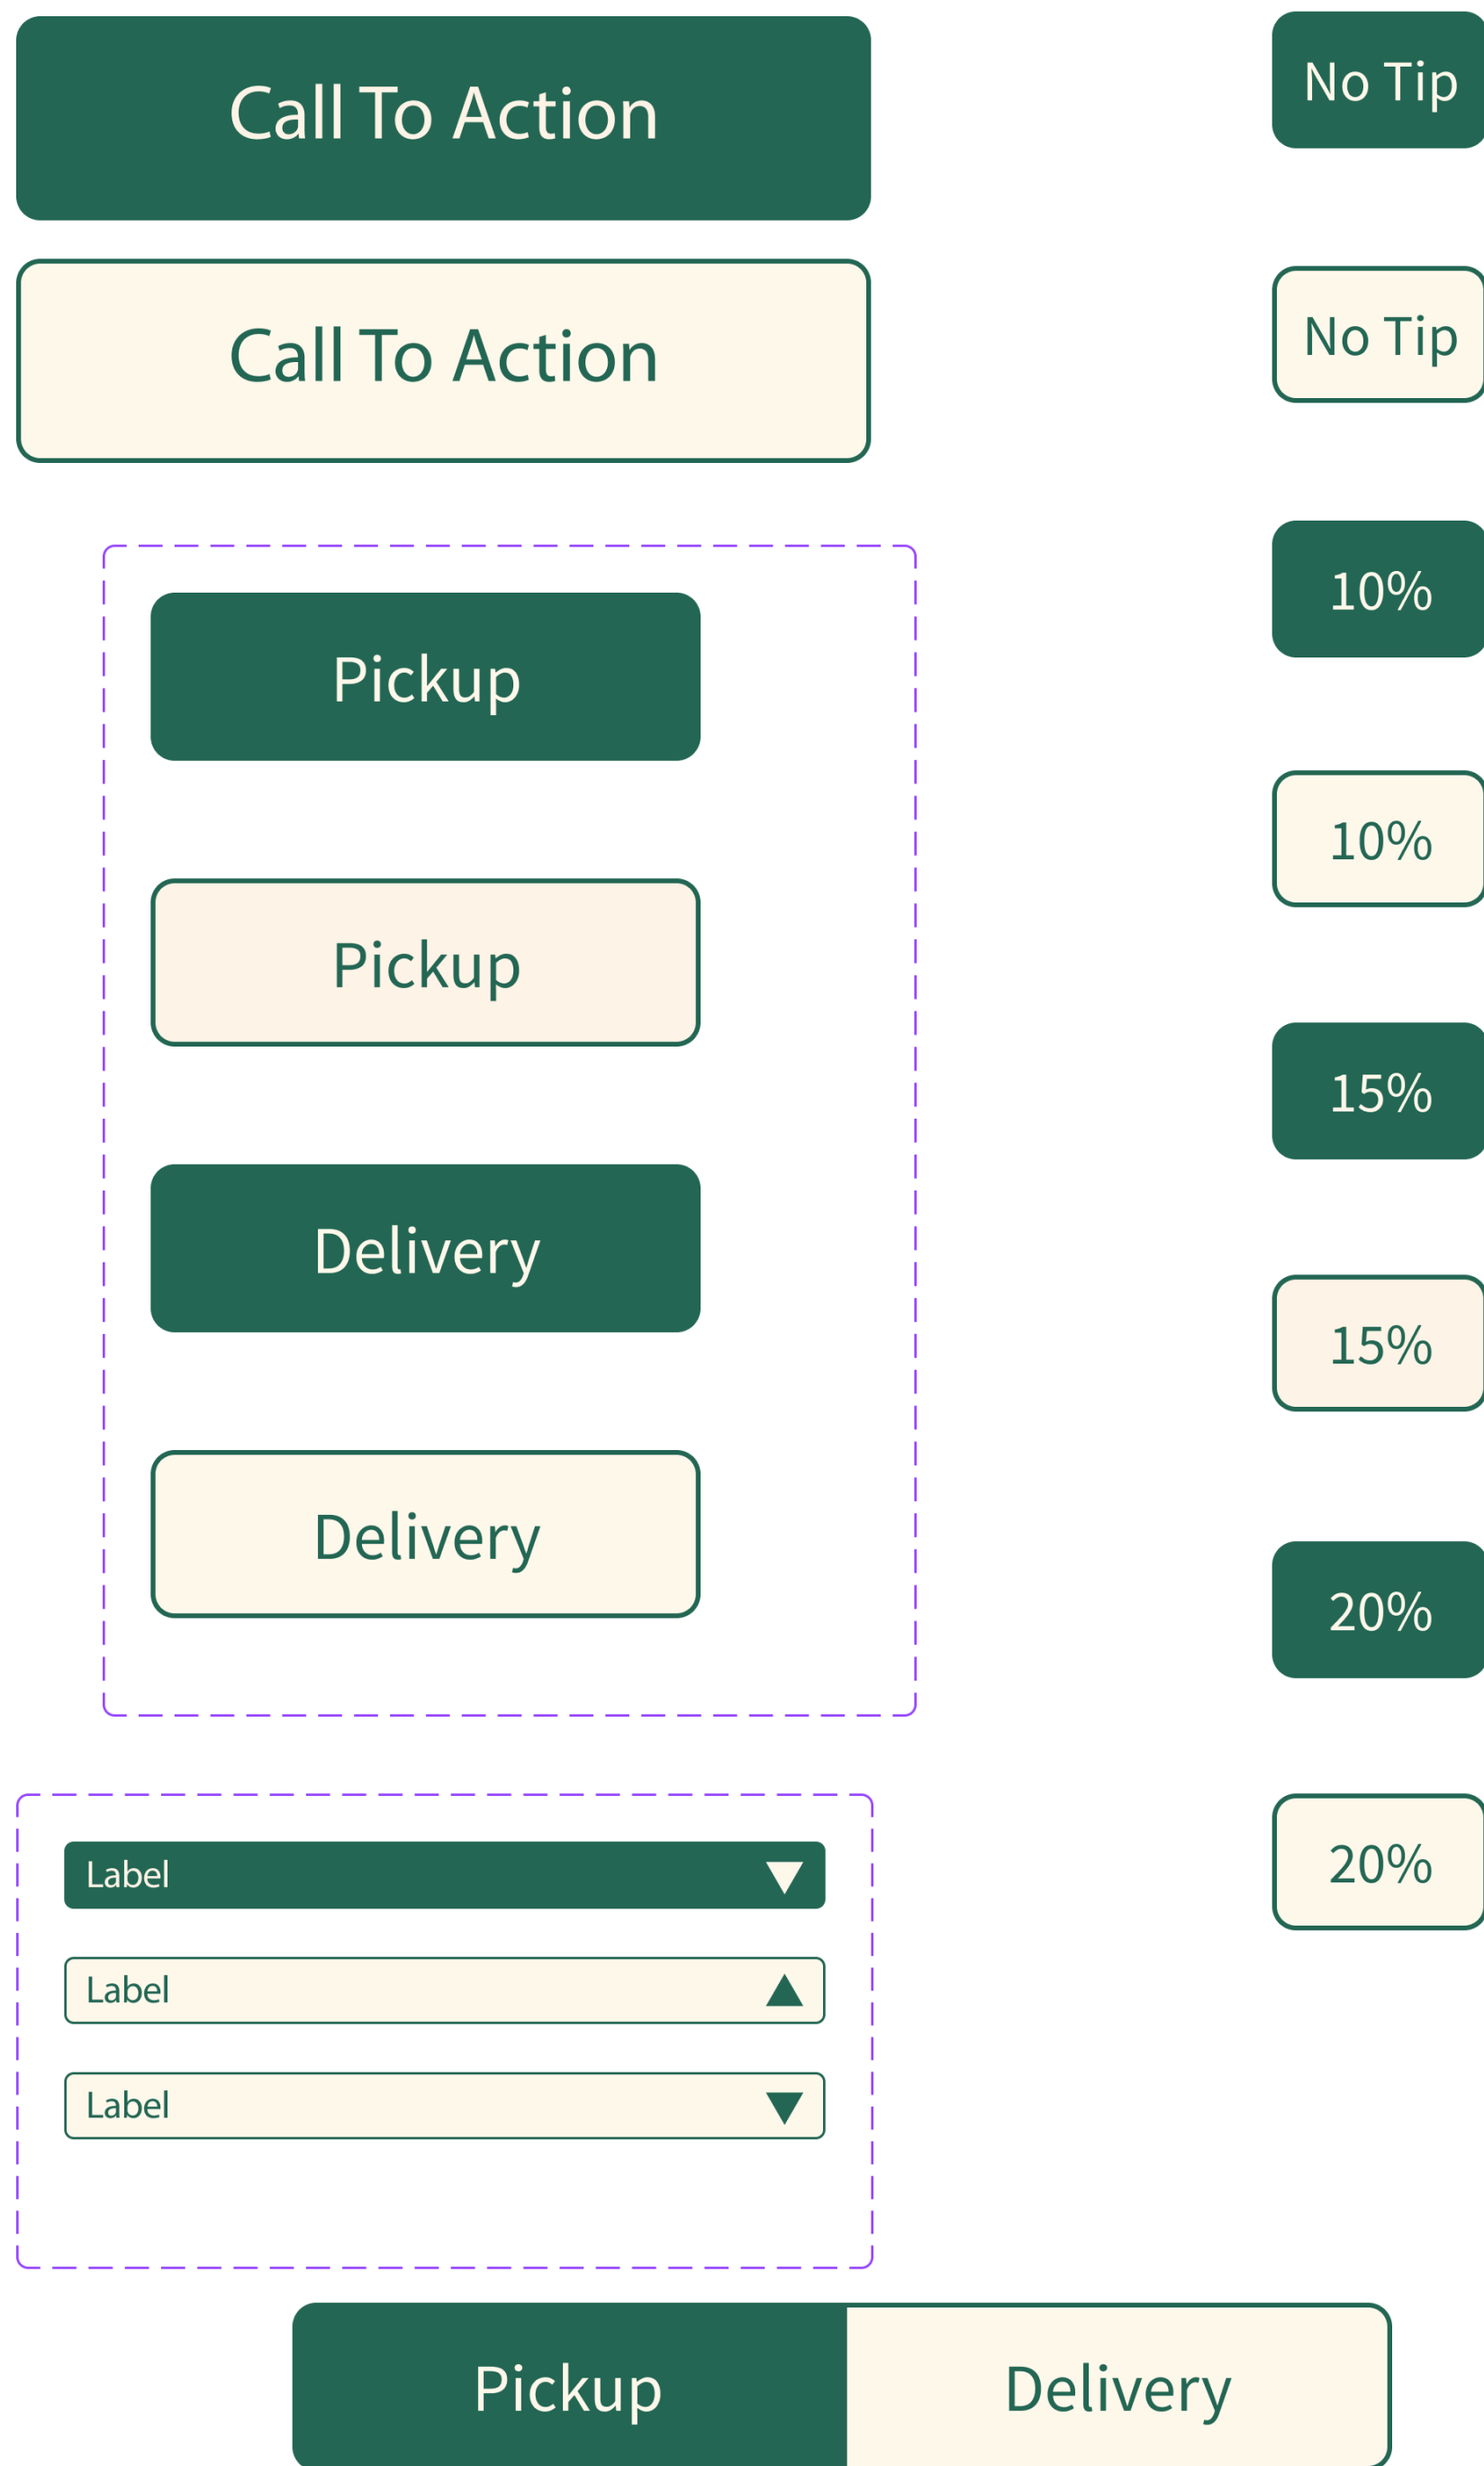 Call To Action
Call To Action
Pickup
Pickup
Delivery
Delivery
Label
Label
Label
No Tip
No Tip
10%
10%
15%
15%
20%
20%
Pickup
Delivery